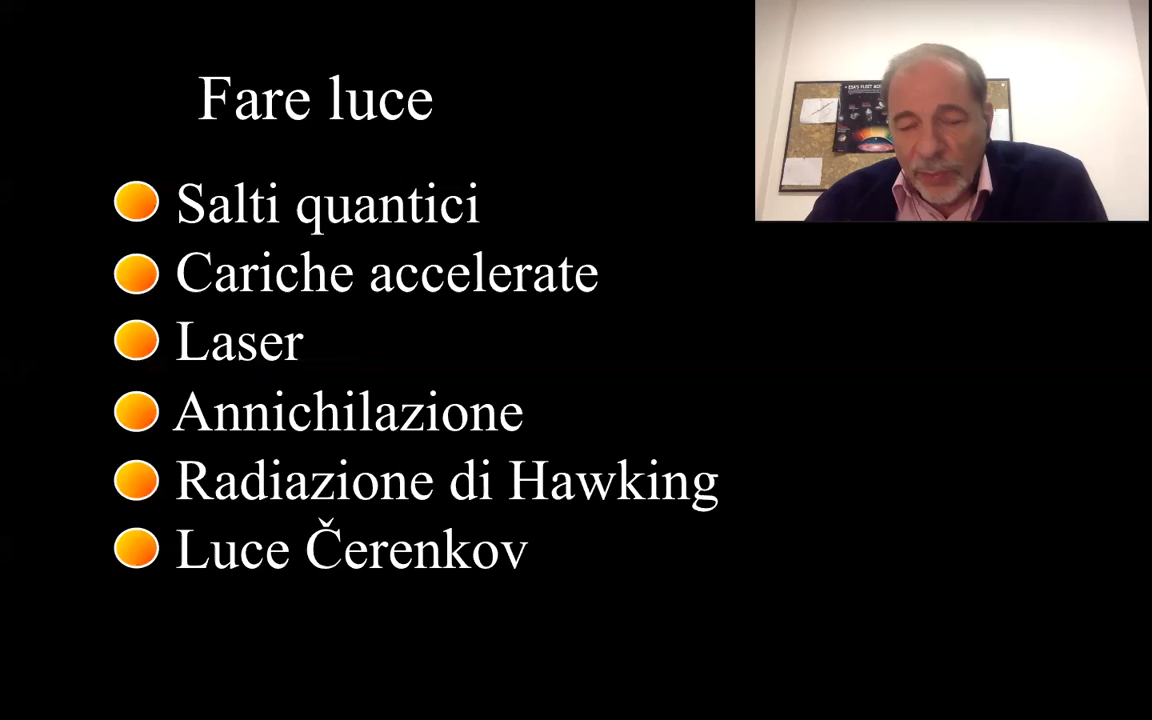 Fare luce
Salti quantici
Cariche accelerate
Laser
Annichilazione
Radiazione di Hawking
Luce Čerenkov